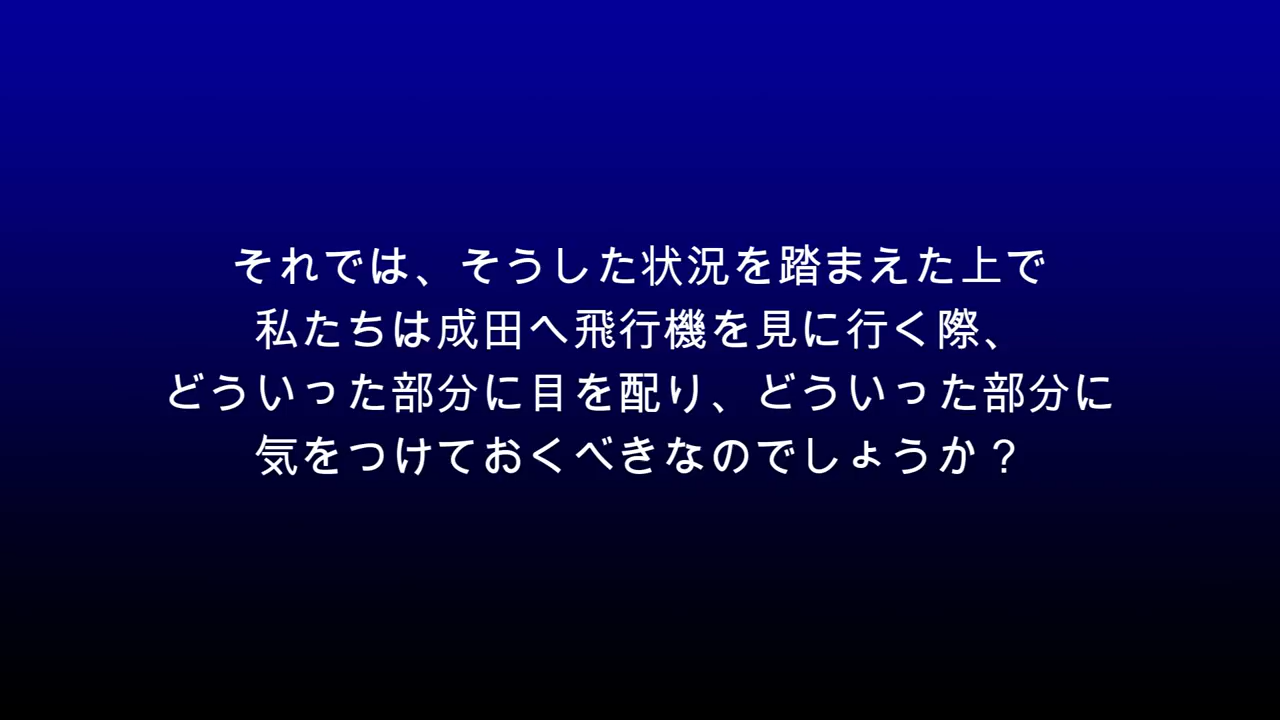 それでは、そうした状況を踏まえた上で
私たちは成田へ飛行機を見に行く際、
どういった部分に目を配り、どういった部分に
気をつけておくべきなのでしょうか？